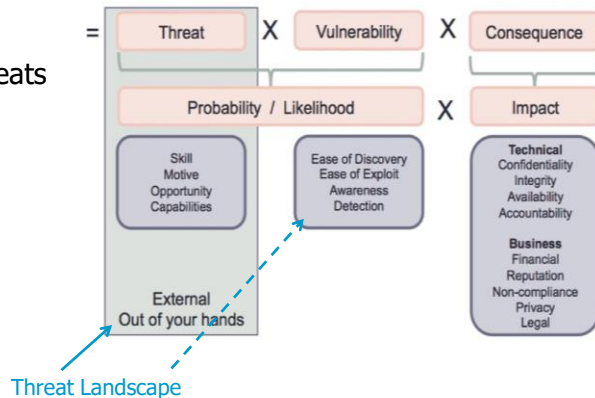 = Threat X Vulnerability X Consequence
eats
Probability / Likelihood X Impact
Skill
Motive
Opportunity
Capabilities
Ease of Discovery
Ease of Exploit
Awareness
Detection
Technical
Confidentiality
Integrity
Availability
Accountability
Business
Financial
Reputation
Non-compliance
Privacy
Legal
External
Out of your hands
Threat Landscape